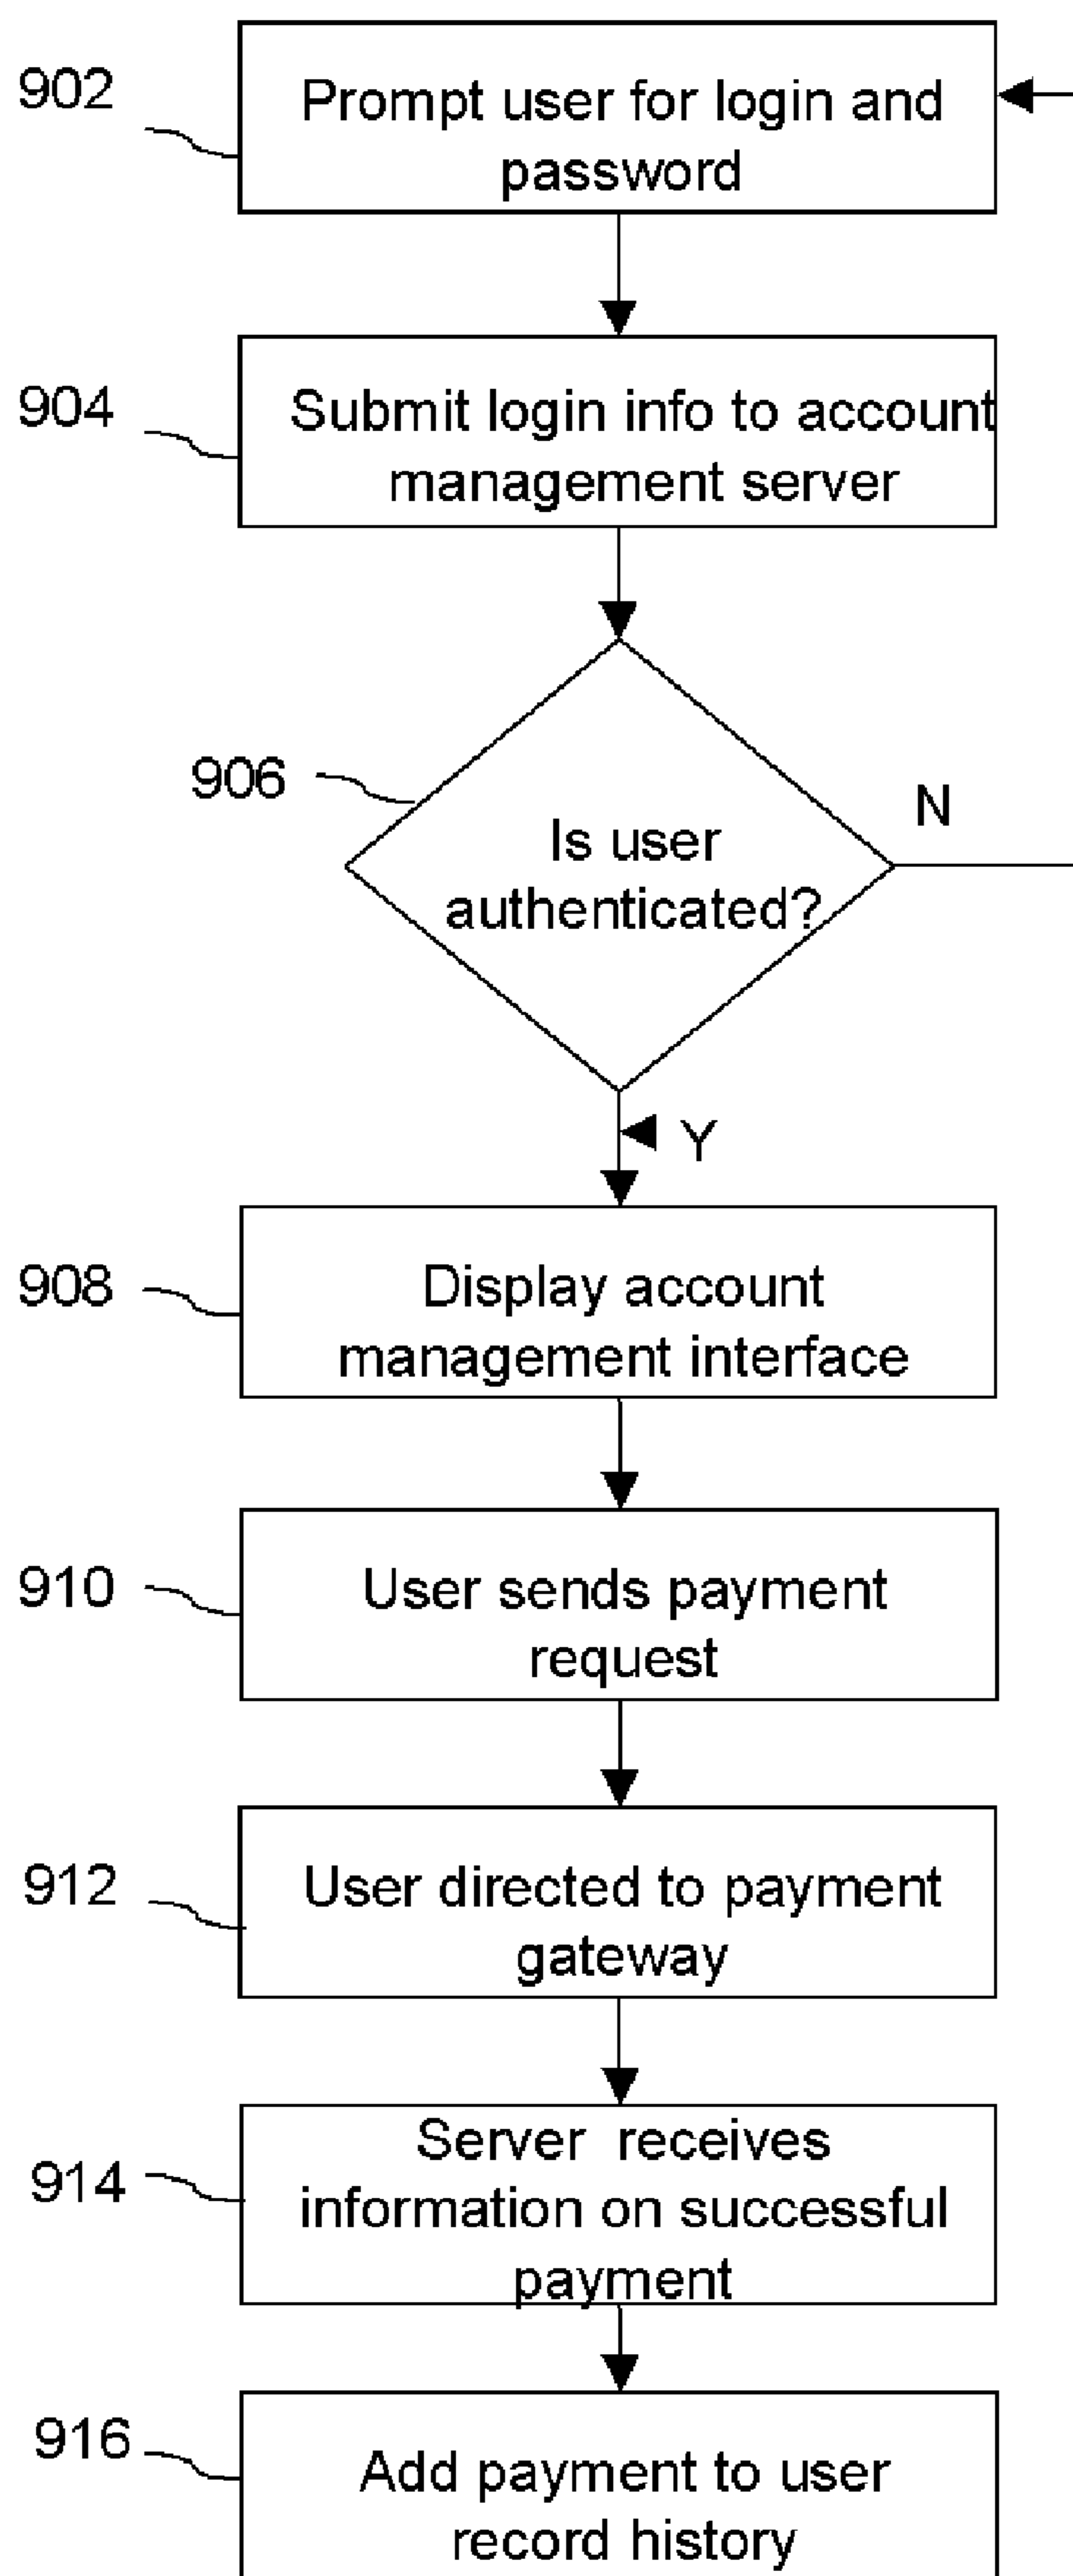 902
Prompt user for login and
password
904
Submit login info to account
management server
906
Is user
authenticated?
N
Y
908
Display account
management interface
910
User sends payment
request
912
User directed to payment
gateway
914
Server receives
information on successful
payment
916
Add payment to user
record history